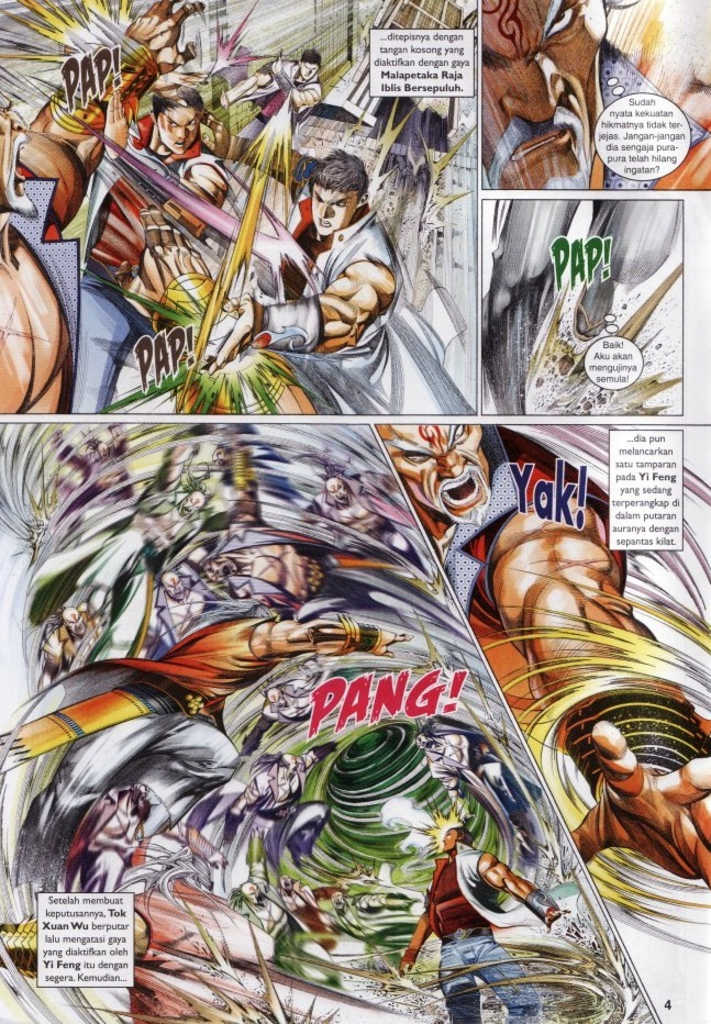 PAP!
...ditepisnya dengan
tangan kosong yang
diaktifkan dengan gaya
Malapetaka Raja
Iblis Bersepuluh.
PAP!
Sudah
nyata kekuatan
hikmatnya tidak ter-
jejas. Jangan-jangan
dia sengaja pura-
pura telah hilang
ingatan?
PAP!
Baik!
Aku akan
mengujinya
semula!
Setelah membuat
keputusannya, Tok
Xuan Wu berputar
lalu mengatasi gaya
yang diaktifkan oleh
Yi Feng itu dengan
segera. Kemudian...
PANG!
Yak!
...dia pun
melancarkan
satu tamparan
pada Yi Feng
yang sedang
terperangkap di
dalam putaran
auranya dengan
sepantas kilat.
4